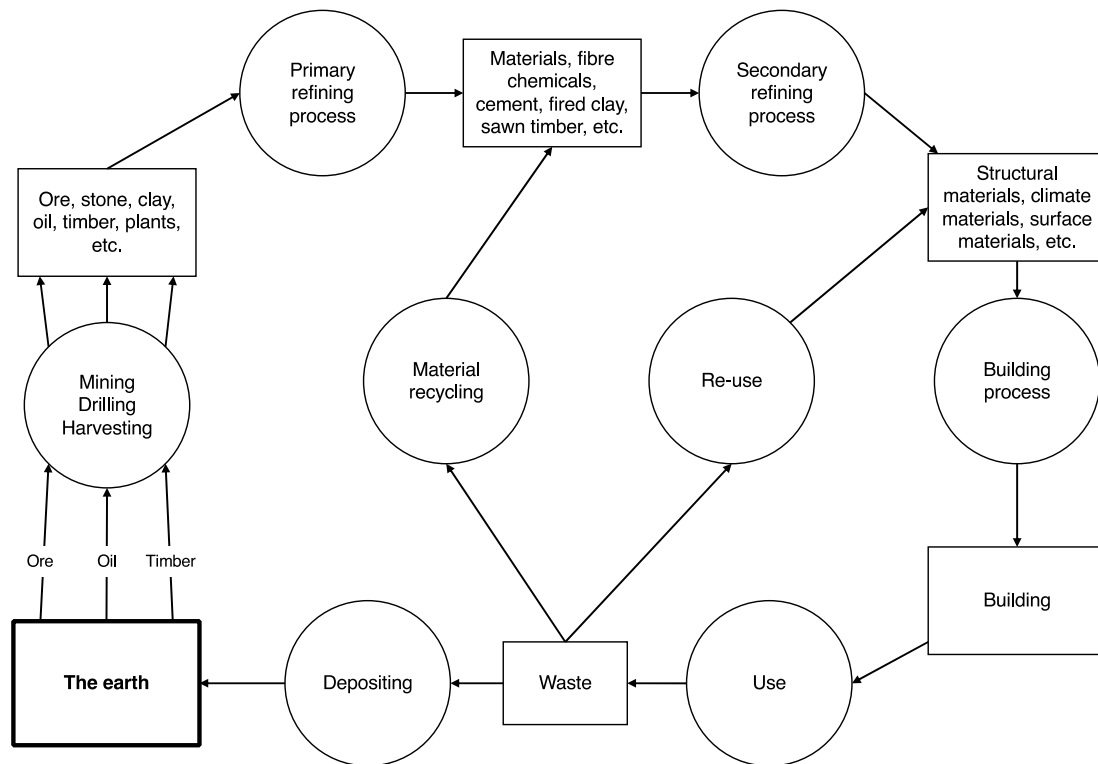 Primary
refining
process
Materials, fibre
chemicals,
cement, fired clay,
sawn timber, etc.
Secondary
refining
process
Ore, stone, clay,
oil, timber, plants,
etc.
Structural
materials, climate
materials, surface
materials, etc.
Mining
Drilling
Harvesting
Material
recycling
Re-use
Building
process
Ore
Oil
Timber
Building
The earth
Depositing
Waste
Use